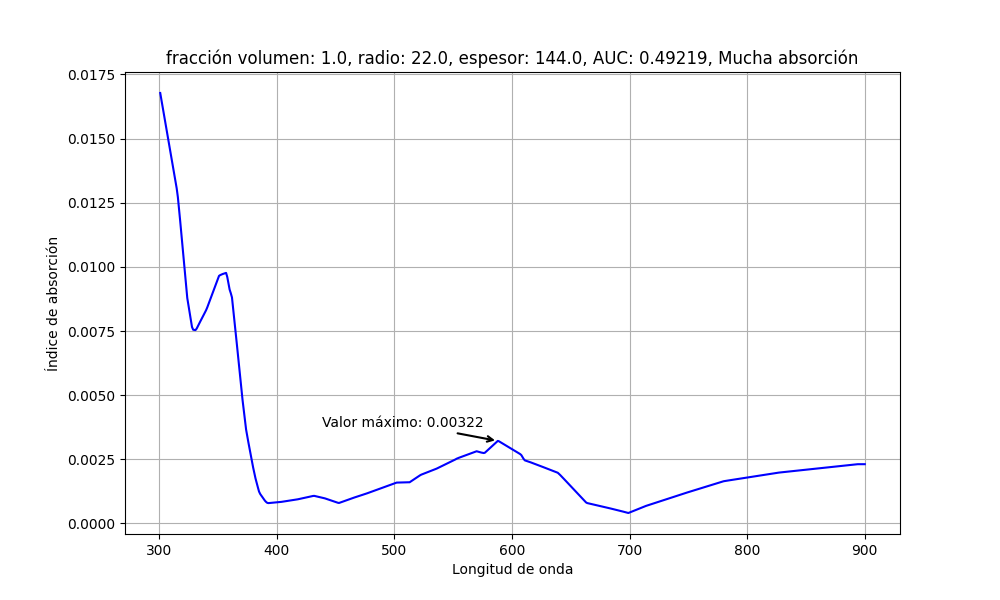 fracción volumen: 1.0, radio: 22.0, espesor: 144.0, AUC: 0.49219, Mucha absorción
0.0175
0.0150
0.0125
0.0100
0.0075
0.0050
0.0025
0.0000
Índice de absorción
Valor máximo: 0.00322
300 400 500 600 700 800 900
Longitud de onda